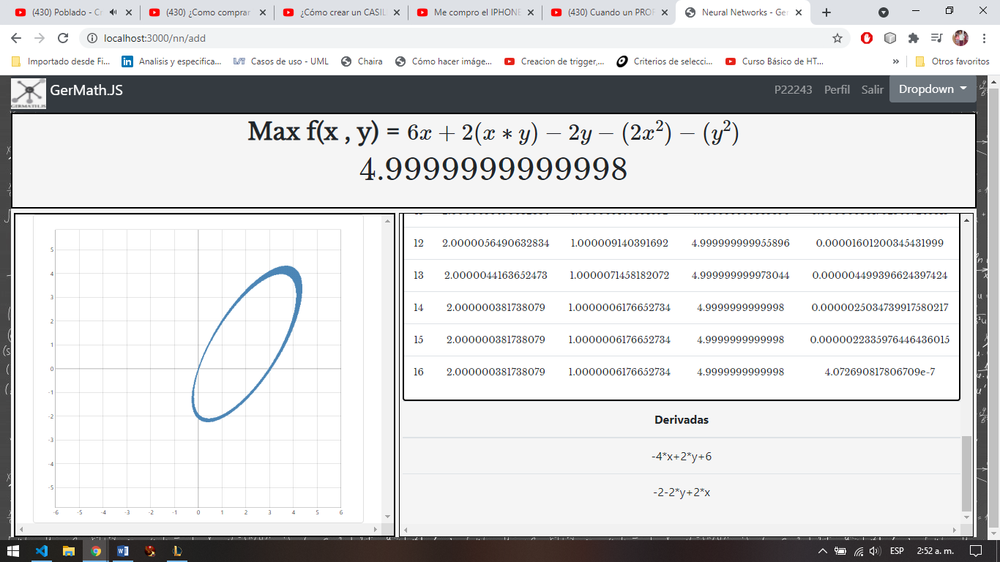 (430) Poblado - Cr
(430) ¿Como comprar
¿Cómo crear un CASIL
Me compro el IPHONE
(430) Cuando un PROF
Neural Networks - Ger
localhost:3000/nn/add
Importado desde Fi...
Analisis y especifica...
Casos de uso - UML
Chaira
Cómo hacer imáge...
Creacion de trigger,...
Criterios de selecci...
Curso Básico de HT...
»
Otros favoritos
GerMath.JS
P22243 Perfil Salir Dropdown
Max f(x , y) = 6x + 2(x ∗ y) − 2y − (2x²) − (y²)
4.9999999999998
5
4
3
2
1
0
-1
-2
-3
-4
-5
-6 -5 -4 -3 -2 -1 0 1 2 3 4 5 6
12 2.0000056490632834 1.000009140391692 4.999999999955896 0.00001601200345431999
13 2.0000044163652473 1.0000071458182072 4.999999999973044 0.000004499396624397424
14 2.000000381738079 1.0000006176652734 4.9999999999998 0.0000025034739917580217
15 2.000000381738079 1.0000006176652734 4.9999999999998 0.0000022335976446436015
16 2.000000381738079 1.0000006176652734 4.9999999999998 4.072690817806709e-7
Derivadas
-4*x+2*y+6
-2-2*y+2*x
ESP 2:52 a. m.